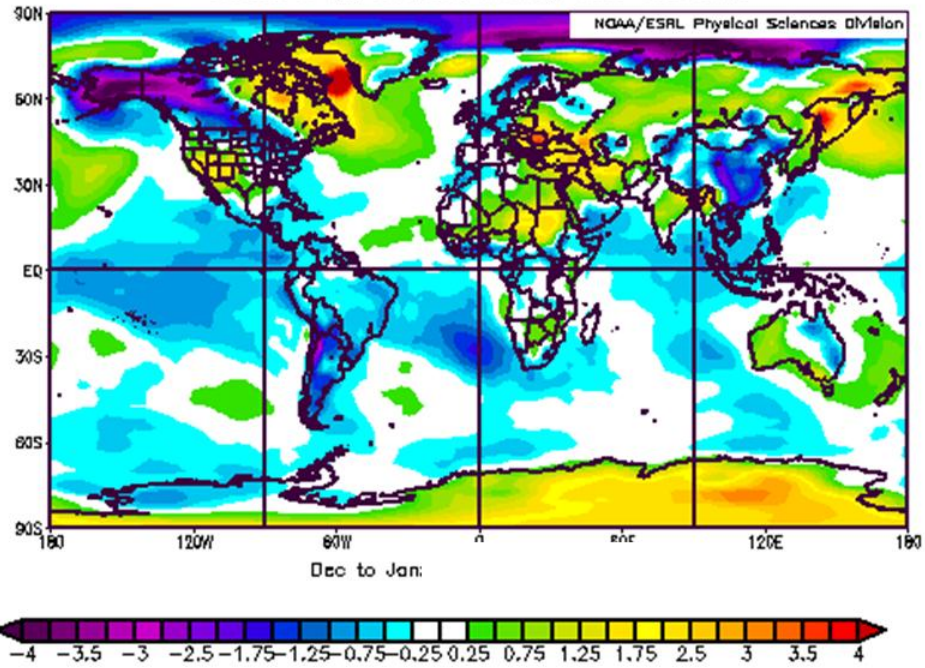 90N
NOAA/ESRL Physical Sciences Division
60N
30N
EQ
30S
60S
90S
180 120W 60W 0 60E 120E 180
Dec to Jan:
-4 -3.5 -3 -2.5 -1.75 -1.25 -0.75 -0.25 0.25 0.75 1.25 1.75 2.5 3 3.5 4